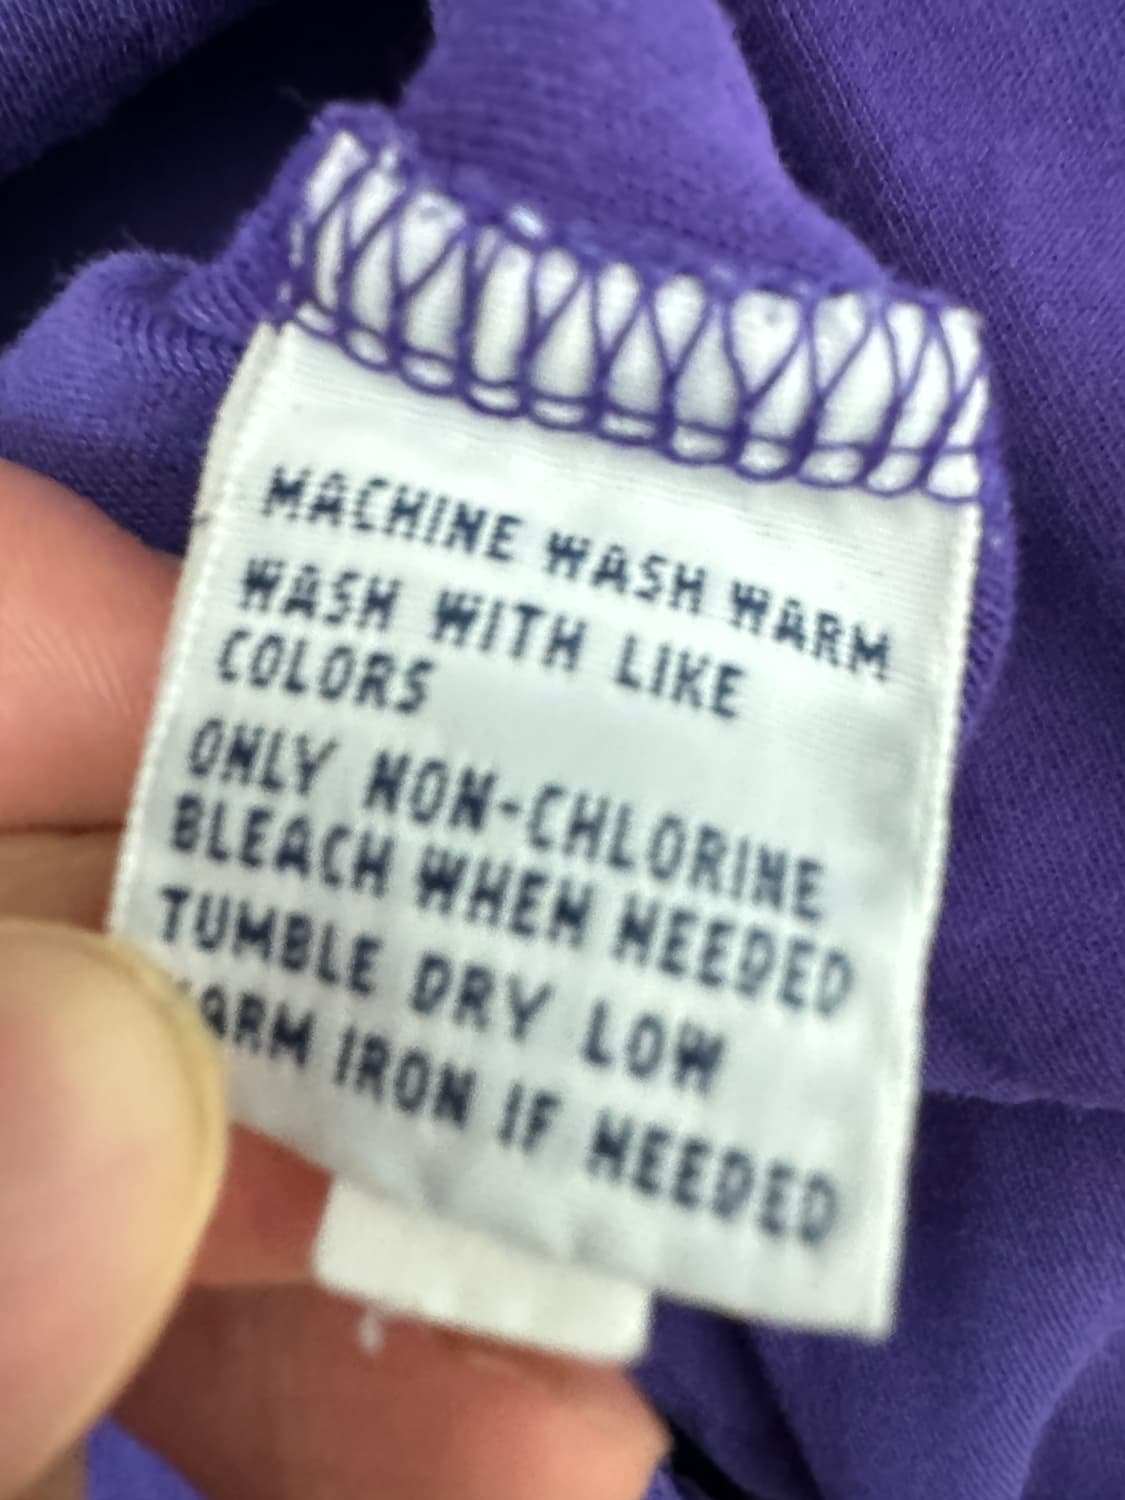 MACHINE WASH WARM
WASH WITH LIKE
COLORS
ONLY NON-CHLORINE
BLEACH WHEN NEEDED
TUMBLE DRY LOW
WARM IRON IF NEEDED